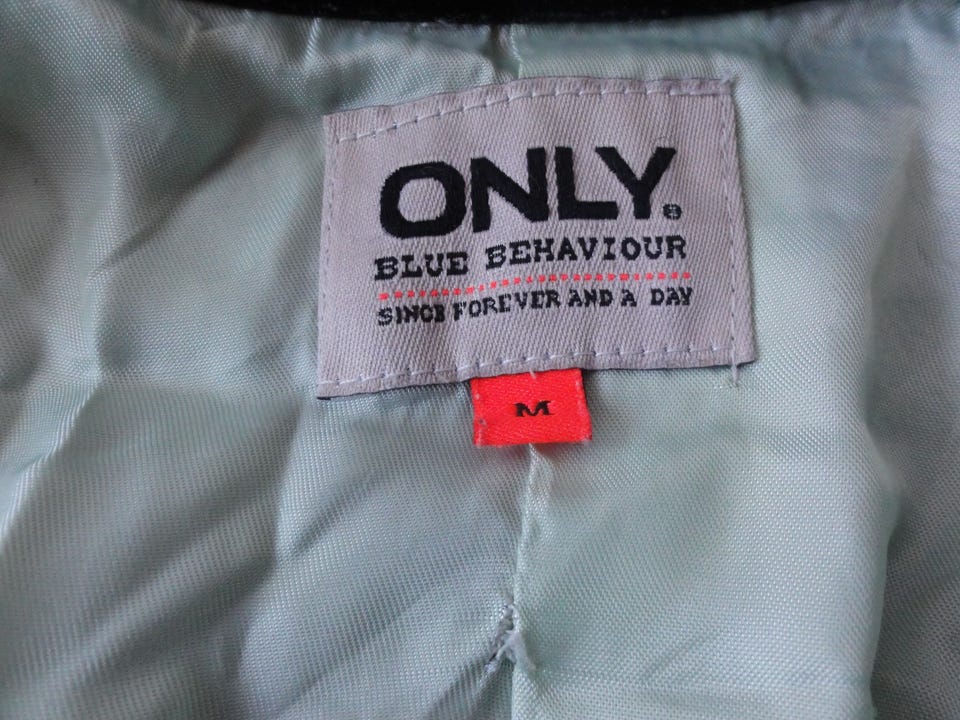 ONLY.®
BLUE BEHAVIOUR
SINCE FOREVER AND A DAY
M